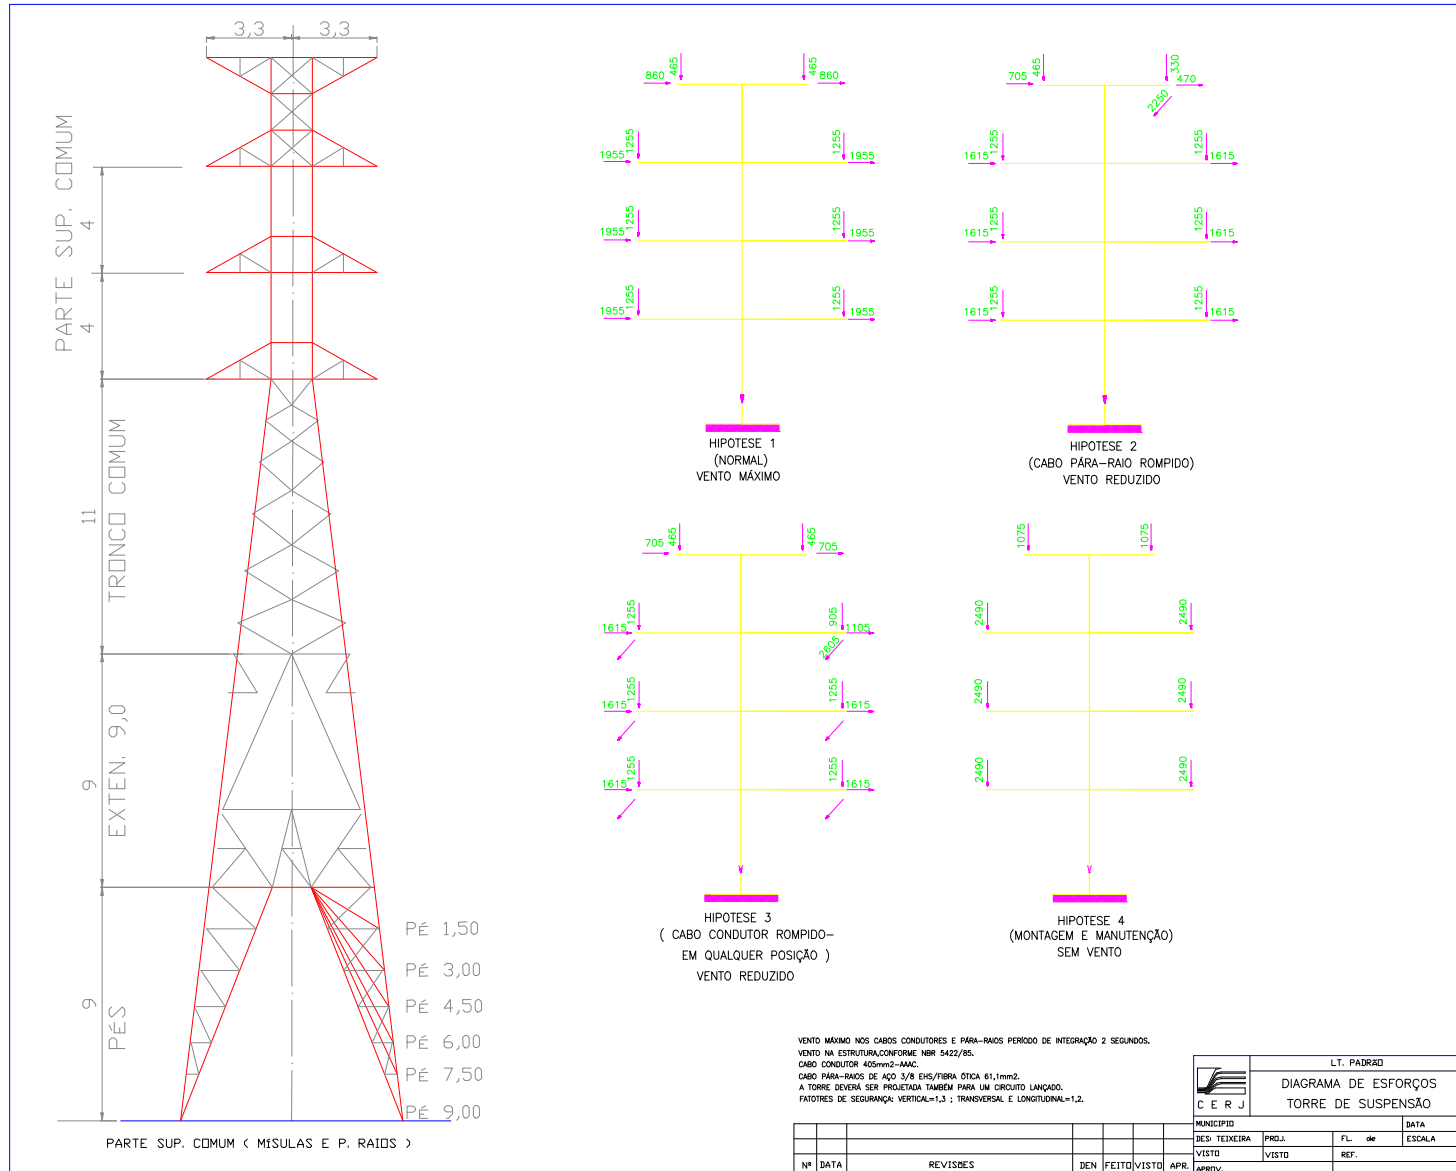 3,3
3,3
PARTE SUP. COMUM
4
4
11
TRONCO COMUM
9
EXTEN. 9,0
9
PÉS
PÉ 1,50
PÉ 3,00
PÉ 4,50
PÉ 6,00
PÉ 7,50
PÉ 9,00
PARTE SUP. COMUM ( MÍSULAS E P. RAIOS )
860 465 465 860
1955 1255 1255 1955
1955 1255 1255 1955
1955 1255 1255 1955
HIPOTESE 1
(NORMAL)
VENTO MÁXIMO
705 465 330 470
2250
1615 1255 1255 1615
1615 1255 1255 1615
1615 1255 1255 1615
HIPOTESE 2
(CABO PÁRA-RAIO ROMPIDO)
VENTO REDUZIDO
705 465 465 705
1615 1255 905 1105
2605
1615 1255 1255 1615
1615 1255 1255 1615
HIPOTESE 3
( CABO CONDUTOR ROMPIDO-
EM QUALQUER POSIÇÃO )
VENTO REDUZIDO
1075 1075
2490 2490
2490 2490
2490 2490
HIPOTESE 4
(MONTAGEM E MANUTENÇÃO)
SEM VENTO
VENTO MÁXIMO NOS CABOS CONDUTORES E PÁRA-RAIOS PERÍODO DE INTEGRAÇÃO 2 SEGUNDOS.
VENTO NA ESTRUTURA,CONFORME NBR 5422/85.
CABO CONDUTOR 405mm2-AAAC.
CABO PÁRA-RAIOS DE AÇO 3/8 EHS/FIBRA ÓTICA 61,1mm2.
A TORRE DEVERÁ SER PROJETADA TAMBÉM PARA UM CIRCUITO LANÇADO.
FATOTRES DE SEGURANÇA: VERTICAL=1,3 ; TRANSVERSAL E LONGITUDINAL=1,2.
Nº DATA REVISÕES DEN FEITO VISTO APR.
CERJ
LT. PADRÃO
DIAGRAMA DE ESFORÇOS
TORRE DE SUSPENSÃO
MUNICIPIO DATA
DES: TEIXEIRA PROJ. FL. de ESCALA
VISTO VISTO REF.
APROV.